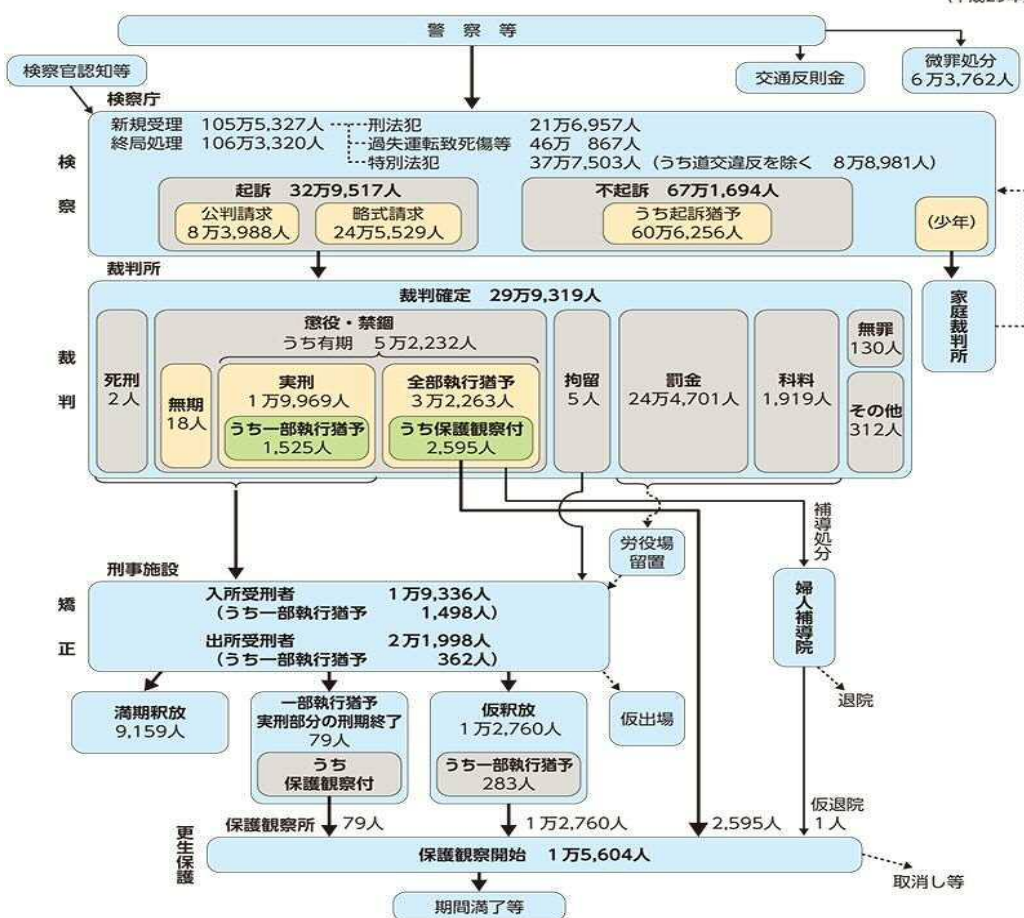 警 察 等
検察官認知等
交通反則金
微罪処分
6万3,762人
検察庁
検
察
新規受理 105万5,327人 刑法犯 21万6,957人
終局処理 106万3,320人 過失運転致死傷等 46万 867人
特別法犯 37万7,503人 (うち道交違反を除く 8万8,981人)
起訴 32万9,517人
公判請求
8万3,988人
略式請求
24万5,529人
不起訴 67万1,694人
うち起訴猶予
60万6,256人
(少年)
家庭裁判所
裁判所
裁
判
裁判確定 29万9,319人
死刑
2人
懲役・禁錮
うち有期 5万2,232人
無期
18人
実刑
1万9,969人
うち一部執行猶予
1,525人
全部執行猶予
3万2,263人
うち保護観察付
2,595人
拘留
5人
罰金
24万4,701人
科料
1,919人
無罪
130人
その他
312人
労役場
留置
補導処分
婦人補導院
刑事施設
矯
正
入所受刑者 1万9,336人
(うち一部執行猶予 1,498人)
出所受刑者 2万1,998人
(うち一部執行猶予 362人)
満期釈放
9,159人
一部執行猶予
実刑部分の刑期終了
79人
うち
保護観察付
仮釈放
1万2,760人
うち一部執行猶予
283人
仮出場
退院
仮退院
1人
更生保護
保護観察所 79人 1万2,760人 2,595人
保護観察開始 1万5,604人
取消し等
期間満了等